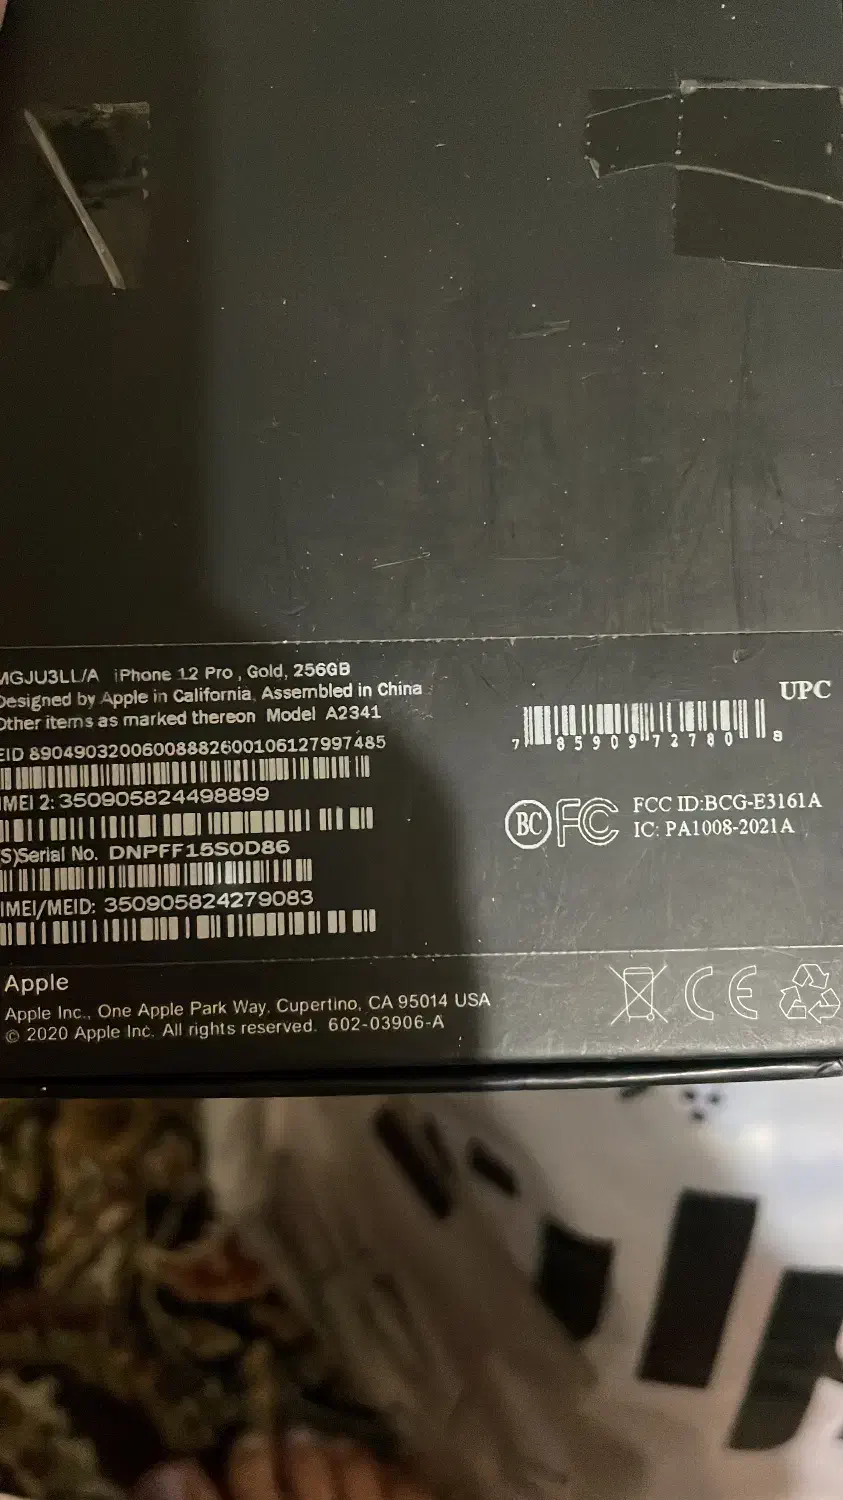 MGJU3LL/A iPhone 12 Pro , Gold, 256GB
Designed by Apple in California, Assembled in China
Other items as marked thereon Model A2341
EID 89049032006008882600106127997485
IMEI 2: 350905824498899
(S)Serial No. DNPFF15S0D86
IMEI/MEID: 350905824279083
UPC
7 85909 72780 8
BC FC FCC ID:BCG-E3161A
IC: PA1008-2021A
Apple
Apple Inc., One Apple Park Way, Cupertino, CA 95014 USA
© 2020 Apple Inc. All rights reserved. 602-03906-A
CE